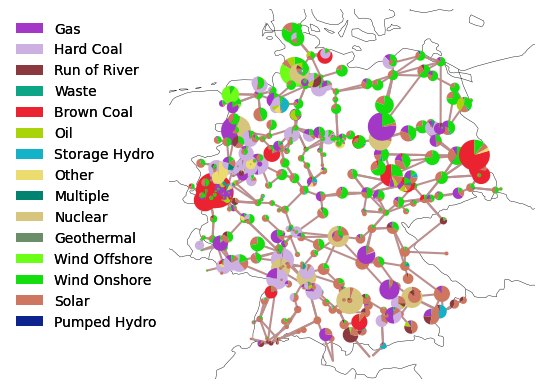 Gas
Hard Coal
Run of River
Waste
Brown Coal
Oil
Storage Hydro
Other
Multiple
Nuclear
Geothermal
Wind Offshore
Wind Onshore
Solar
Pumped Hydro